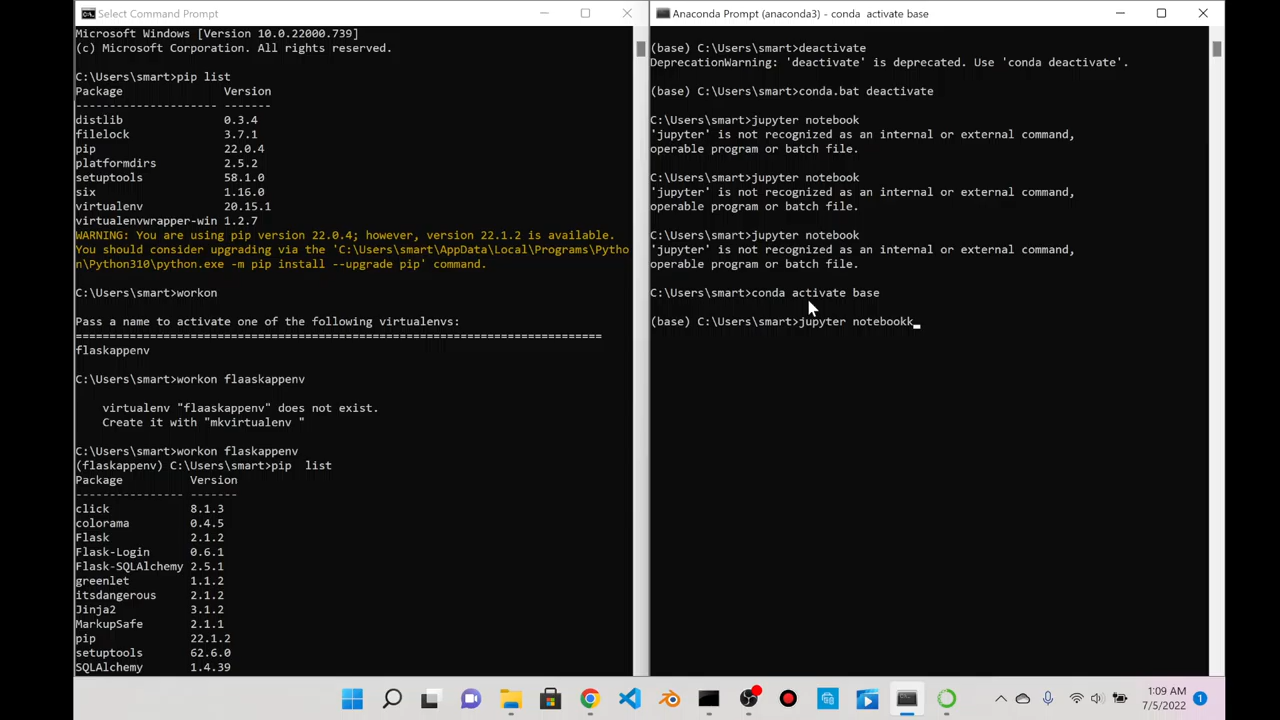 Select Command Prompt
Microsoft Windows [Version 10.0.22000.739]
(c) Microsoft Corporation. All rights reserved.
C:\Users\smart>pip list
Package Version
---------------------- -------
distlib 0.3.4
filelock 3.7.1
pip 22.0.4
platformdirs 2.5.2
setuptools 58.1.0
six 1.16.0
virtualenv 20.15.1
virtualenvwrapper-win 1.2.7
WARNING: You are using pip version 22.0.4; however, version 22.1.2 is available.
You should consider upgrading via the 'C:\Users\smart\AppData\Local\Programs\Pytho
n\Python310\python.exe -m pip install --upgrade pip' command.
C:\Users\smart>workon
Pass a name to activate one of the following virtualenvs:
==============================================================================
flaskappenv
C:\Users\smart>workon flaaskappenv
virtualenv "flaaskappenv" does not exist.
Create it with "mkvirtualenv "
C:\Users\smart>workon flaskappenv
(flaskappenv) C:\Users\smart>pip  list
Package Version
---------------- -------
click 8.1.3
colorama 0.4.5
Flask 2.1.2
Flask-Login 0.6.1
Flask-SQLAlchemy 2.5.1
greenlet 1.1.2
itsdangerous 2.1.2
Jinja2 3.1.2
MarkupSafe 2.1.1
pip 22.1.2
setuptools 62.6.0
SQLAlchemy 1.4.39
Anaconda Prompt (anaconda3) - conda  activate base
(base) C:\Users\smart>deactivate
DeprecationWarning: 'deactivate' is deprecated. Use 'conda deactivate'.
(base) C:\Users\smart>conda.bat deactivate
C:\Users\smart>jupyter notebook
'jupyter' is not recognized as an internal or external command,
operable program or batch file.
C:\Users\smart>jupyter notebook
'jupyter' is not recognized as an internal or external command,
operable program or batch file.
C:\Users\smart>jupyter notebook
'jupyter' is not recognized as an internal or external command,
operable program or batch file.
C:\Users\smart>conda activate base
(base) C:\Users\smart>jupyter notebookk_
1:09 AM
7/5/2022
1